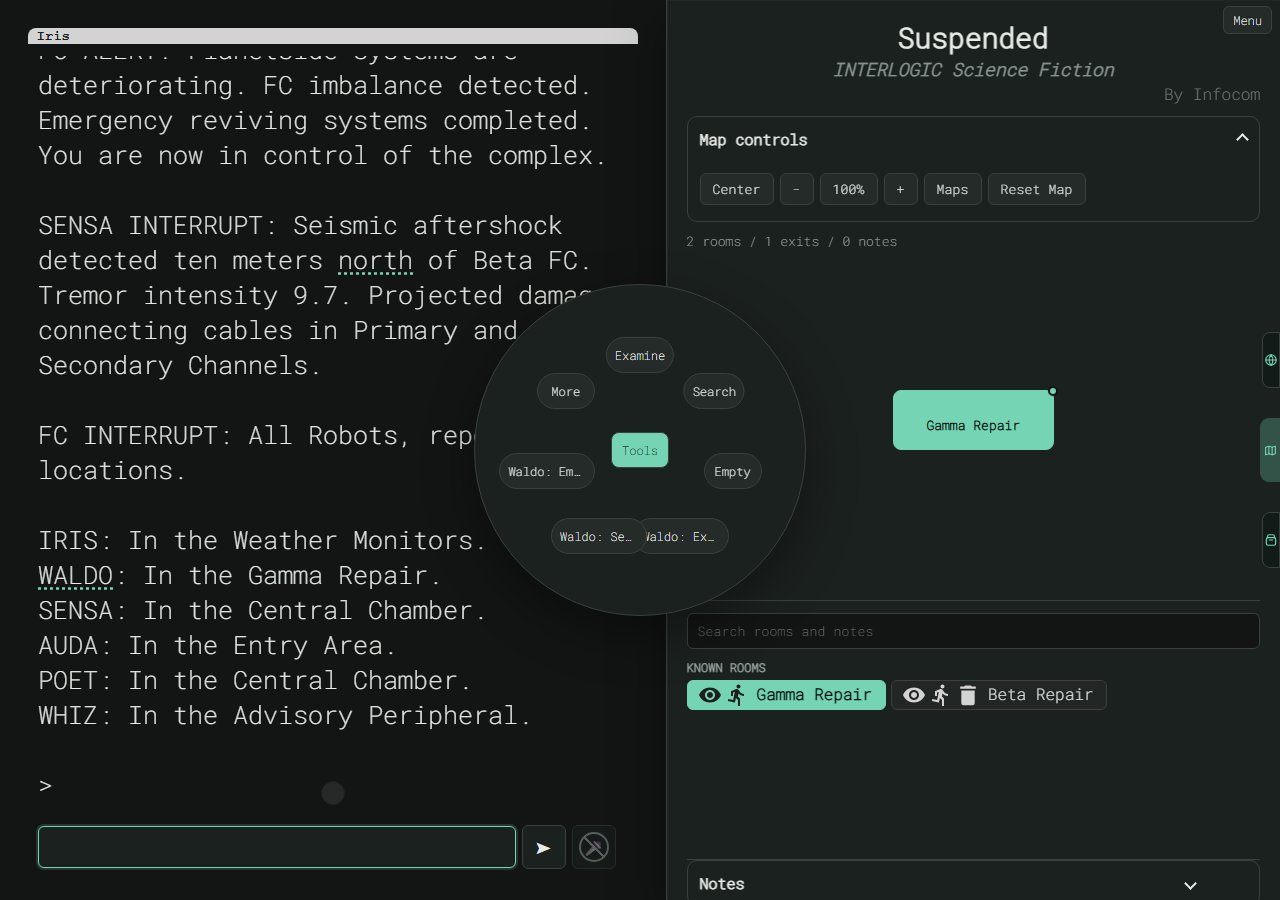 Iris
FC ALERT! Planetside systems are
deteriorating. FC imbalance detected.
Emergency reviving systems completed.
You are now in control of the complex.
SENSA INTERRUPT: Seismic aftershock
detected ten meters north of Beta FC.
Tremor intensity 9.7. Projected damag
connecting cables in Primary and
Secondary Channels.
FC INTERRUPT: All Robots, rep
locations.
IRIS: In the Weather Monitors.
WALDO: In the Gamma Repair.
SENSA: In the Central Chamber.
AUDA: In the Entry Area.
POET: In the Central Chamber.
WHIZ: In the Advisory Peripheral.
>
Examine
More
Search
Tools
Waldo: Em…
Empty
Waldo: Se…
Waldo: Ex…
Menu
Suspended
INTERLOGIC Science Fiction
By Infocom
Map controls
Center - 100% + Maps Reset Map
2 rooms / 1 exits / 0 notes
Gamma Repair
Search rooms and notes
KNOWN ROOMS
Gamma Repair Beta Repair
Notes